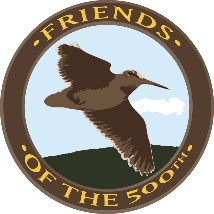 FRIENDS
OF THE 500TH